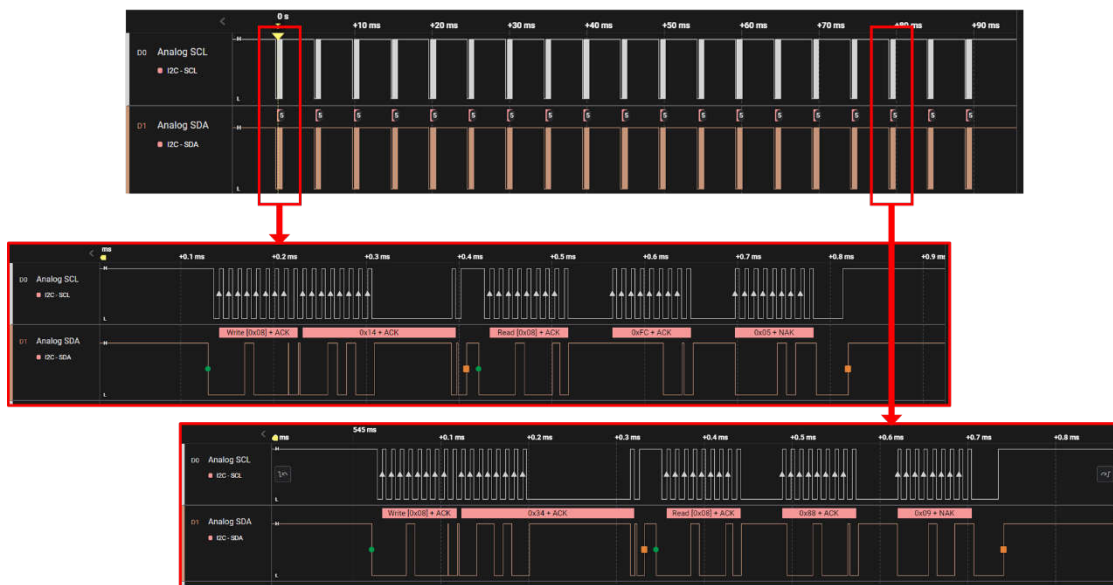 0 s
+10 ms +20 ms +30 ms +40 ms +50 ms +60 ms +70 ms +80 ms +90 ms
D0 Analog SCL
I2C - SCL
H
L
S S S S S S S S S S S S S S S S S S S
D1 Analog SDA
I2C - SDA
H
L
ms
+0.1 ms +0.2 ms +0.3 ms +0.4 ms +0.5 ms +0.6 ms +0.7 ms +0.8 ms +0.9 ms
D0 Analog SCL
I2C - SCL
H
L
Write [0x08] + ACK 0x14 + ACK Read [0x08] + ACK 0xFC + ACK 0x05 + NAK
D1 Analog SDA
I2C - SDA
H
L
545 ms
ms +0.1 ms +0.2 ms +0.3 ms +0.4 ms +0.5 ms +0.6 ms +0.7 ms +0.8 ms
D0 Analog SCL
I2C - SCL
H
L
Write [0x08] + ACK 0x34 + ACK Read [0x08] + ACK 0x88 + ACK 0x09 + NAK
D1 Analog SDA
I2C - SDA
H
L